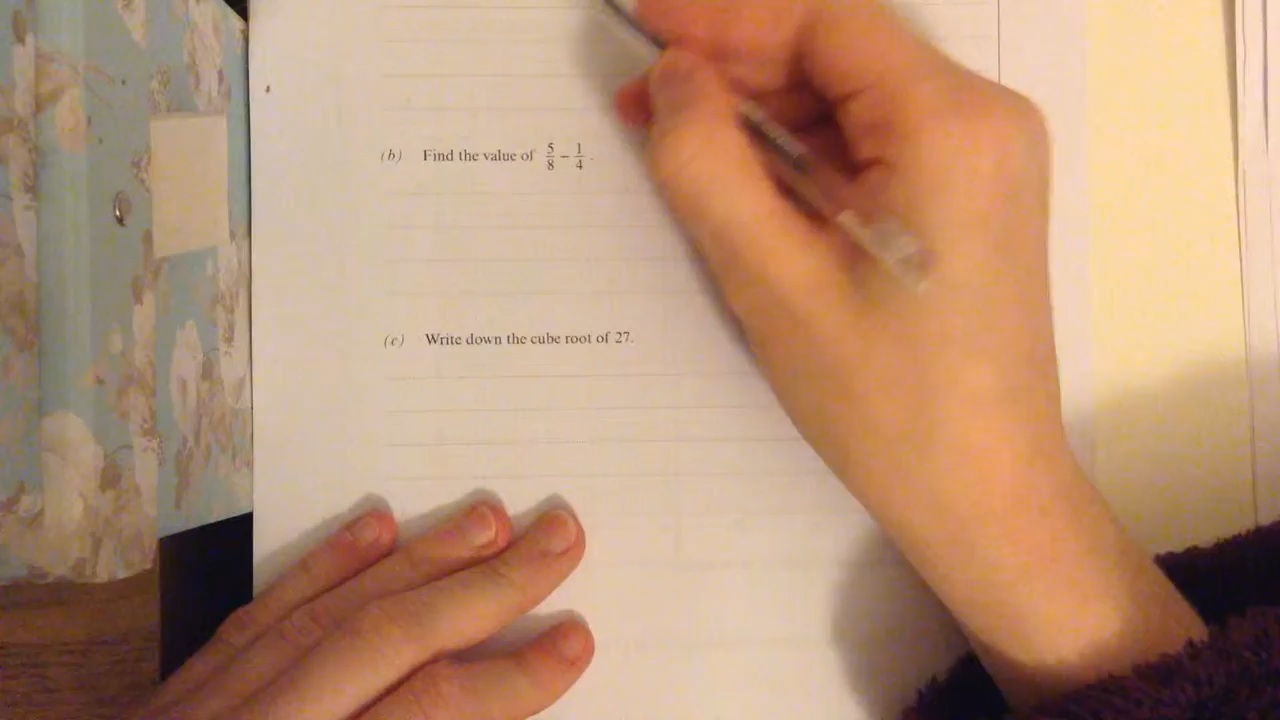 (b) Find the value of 5/8 − 1/4.
(c) Write down the cube root of 27.